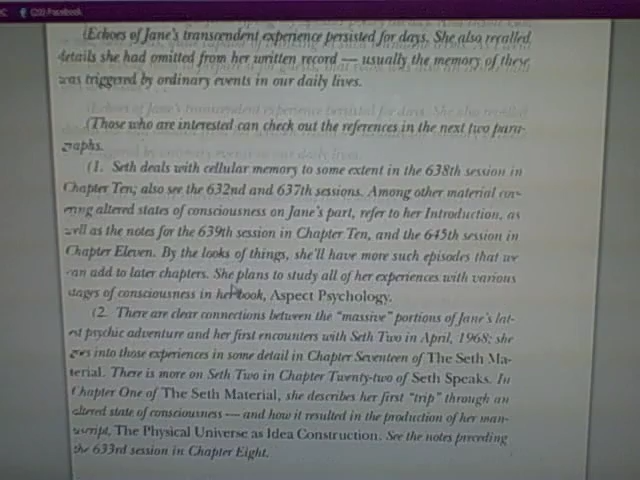 (20) Facebook
(Echoes of Jane's transcendent experience persisted for days. She also recalled
details she had omitted from her written record — usually the memory of these
was triggered by ordinary events in our daily lives.
(Those who are interested can check out the references in the next two para-
graphs.
(1. Seth deals with cellular memory to some extent in the 638th session in
Chapter Ten; also see the 632nd and 637th sessions. Among other material con-
erning altered states of consciousness on Jane's part, refer to her Introduction, as
well as the notes for the 639th session in Chapter Ten, and the 645th session in
Chapter Eleven. By the looks of things, she'll have more such episodes that we
can add to later chapters. She plans to study all of her experiences with various
stages of consciousness in her book, Aspect Psychology.
(2. There are clear connections between the "massive" portions of Jane's lat-
est psychic adventure and her first encounters with Seth Two in April, 1968; she
goes into those experiences in some detail in Chapter Seventeen of The Seth Ma-
terial. There is more on Seth Two in Chapter Twenty-two of Seth Speaks. In
Chapter One of The Seth Material, she describes her first "trip" through an
altered state of consciousness — and how it resulted in the production of her man-
uscript, The Physical Universe as Idea Construction. See the notes preceding
the 633rd session in Chapter Eight.